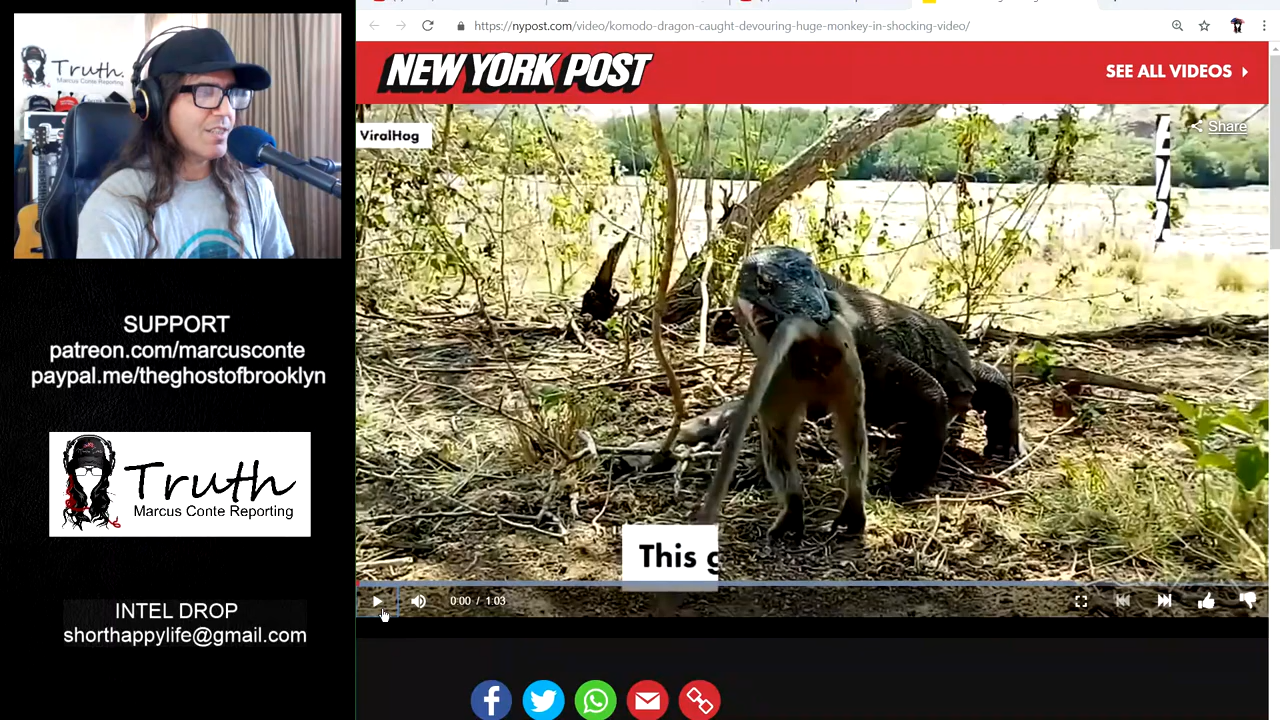 Truth.
Marcus Conte Reporting
SUPPORT
patreon.com/marcusconte
paypal.me/theghostofbrooklyn
Truth
Marcus Conte Reporting
INTEL DROP
shorthappylife@gmail.com
https://nypost.com/video/komodo-dragon-caught-devouring-huge-monkey-in-shocking-video/
NEW YORK POST
SEE ALL VIDEOS
ViralHog
Share
This g
0:00 / 1:03